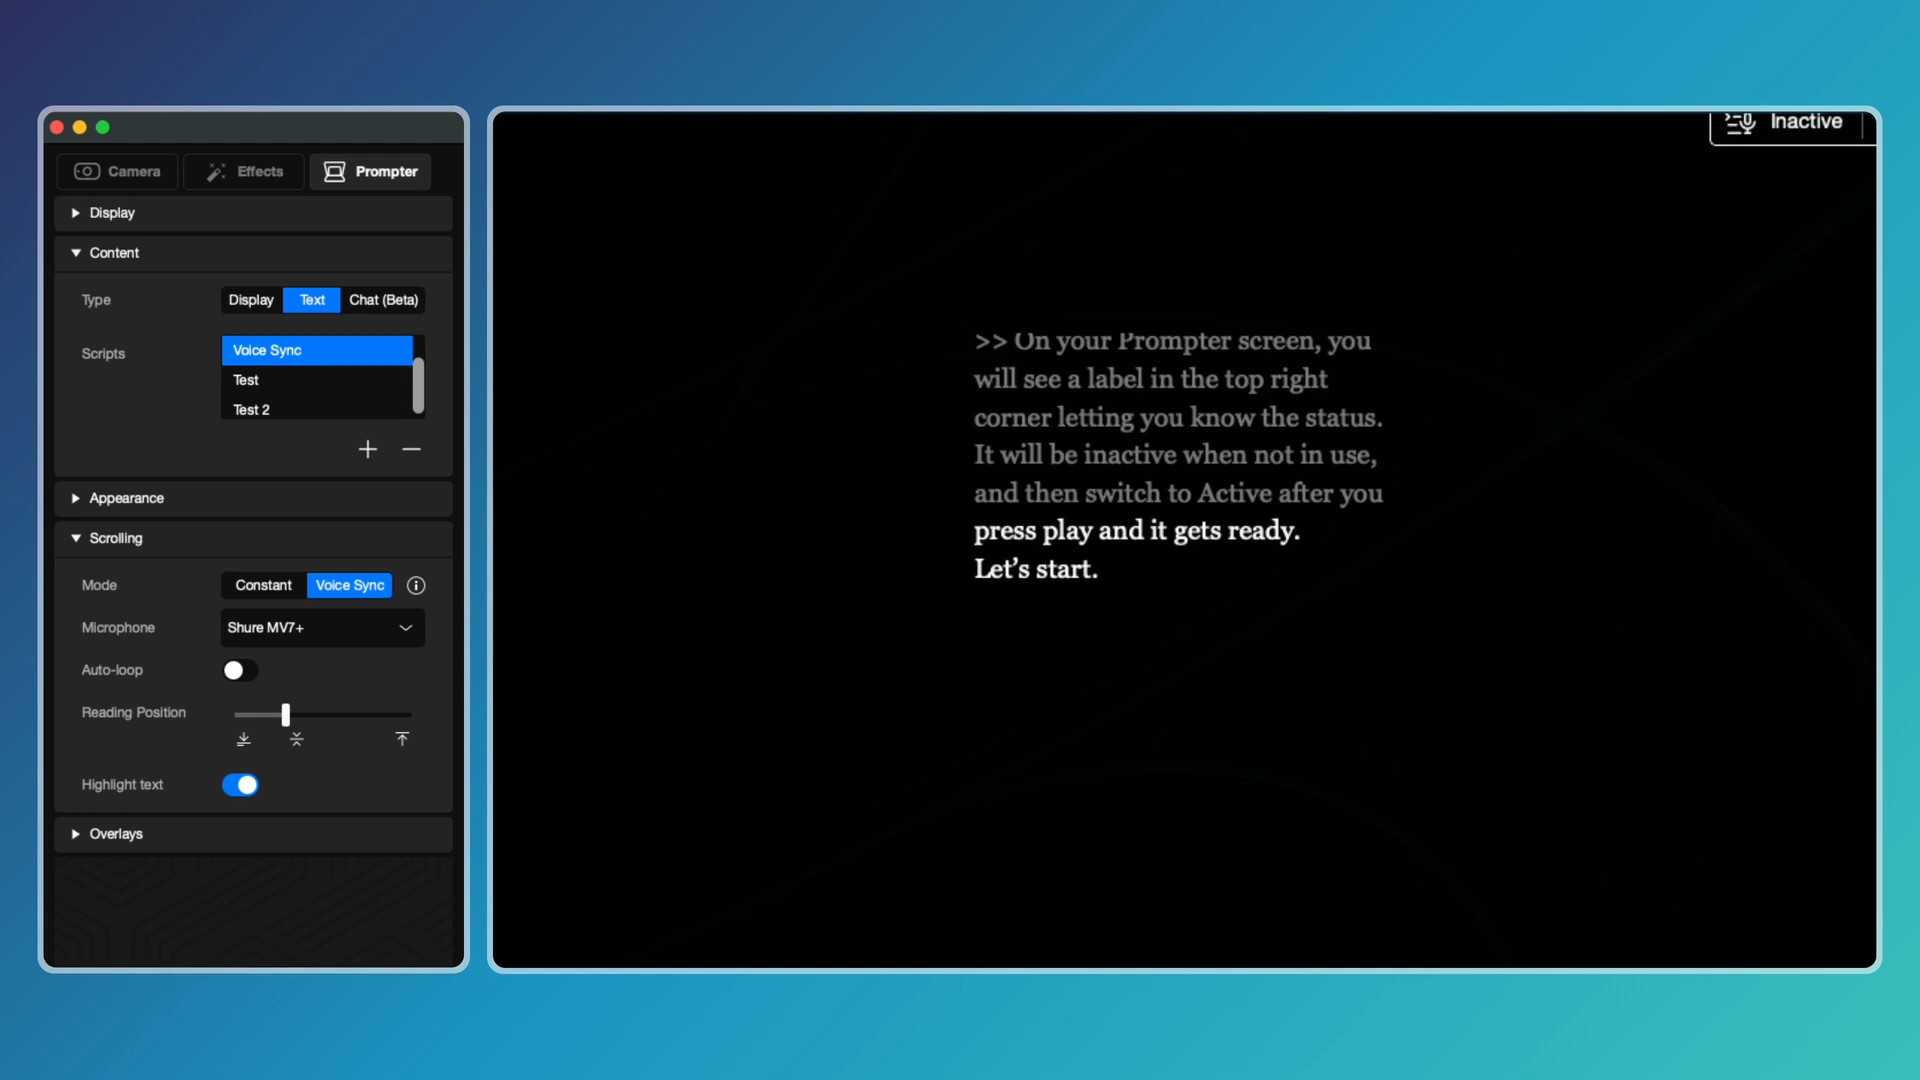 Camera
Effects
Prompter
Display
Content
Type
Display
Text
Chat (Beta)
Scripts
Voice Sync
Test
Test 2
Appearance
Scrolling
Mode
Constant
Voice Sync
Microphone
Shure MV7+
Auto-loop
Reading Position
Highlight text
Overlays
Inactive
>> On your Prompter screen, you
will see a label in the top right
corner letting you know the status.
It will be inactive when not in use,
and then switch to Active after you
press play and it gets ready.
Let's start.